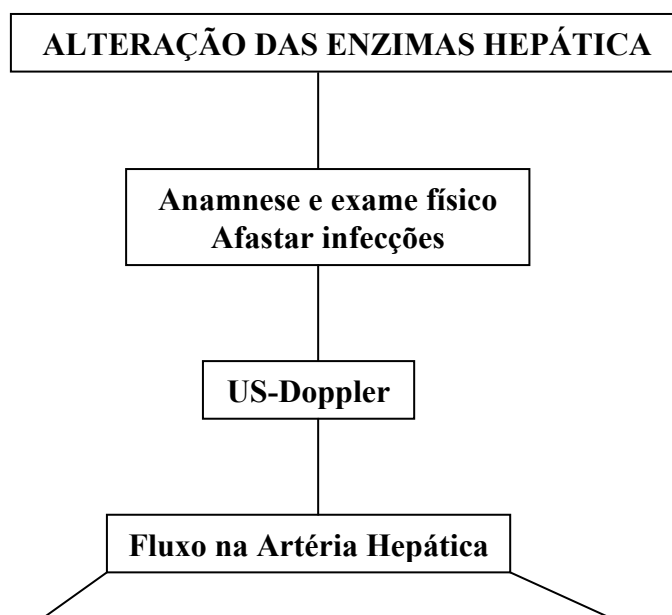 ALTERAÇÃO DAS ENZIMAS HEPÁTICA
Anamnese e exame físico
Afastar infecções
US-Doppler
Fluxo na Artéria Hepática